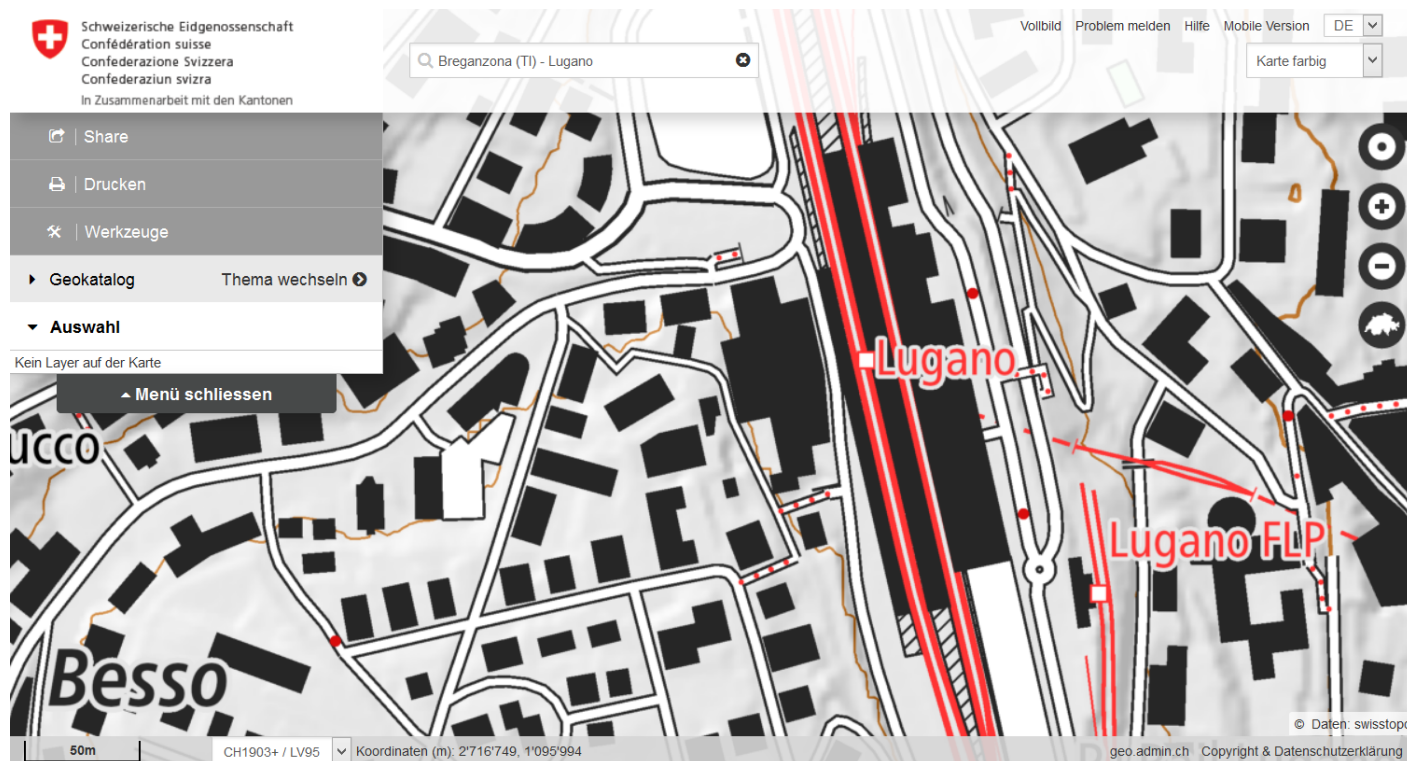 Schweizerische Eidgenossenschaft
Confédération suisse
Confederazione Svizzera
Confederaziun svizra
In Zusammenarbeit mit den Kantonen
Breganzona (TI) - Lugano
Vollbild Problem melden Hilfe Mobile Version DE
Karte farbig
Share
Drucken
Werkzeuge
Geokatalog Thema wechseln
Auswahl
Kein Layer auf der Karte
Menü schliessen
Lugano
ucco
Lugano FLP
Besso
© Daten: swisstopo
50m
CH1903+ / LV95 Koordinaten (m): 2'716'749, 1'095'994
geo.admin.ch Copyright & Datenschutzerklärung